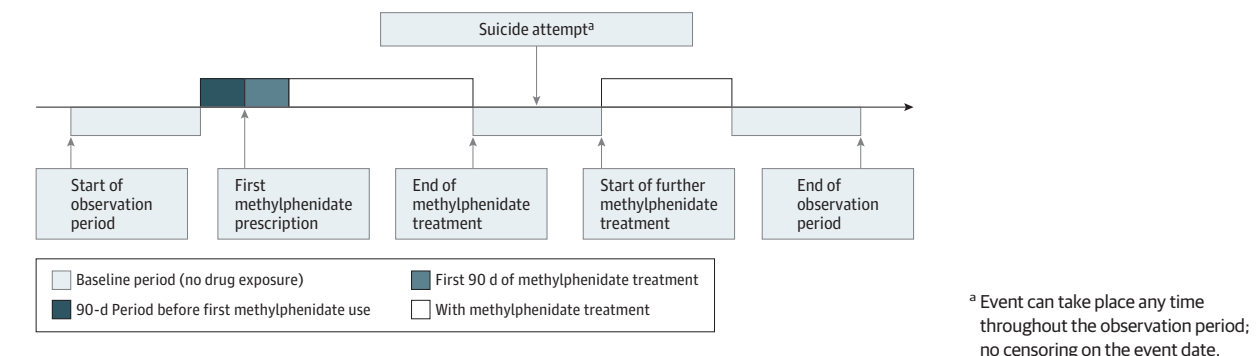 Suicide attemptᵃ
Start of
observation
period
First
methylphenidate
prescription
End of
methylphenidate
treatment
Start of further
methylphenidate
treatment
End of
observation
period
Baseline period (no drug exposure)
First 90 d of methylphenidate treatment
90-d Period before first methylphenidate use
With methylphenidate treatment
ᵃ Event can take place any time
throughout the observation period;
no censoring on the event date.